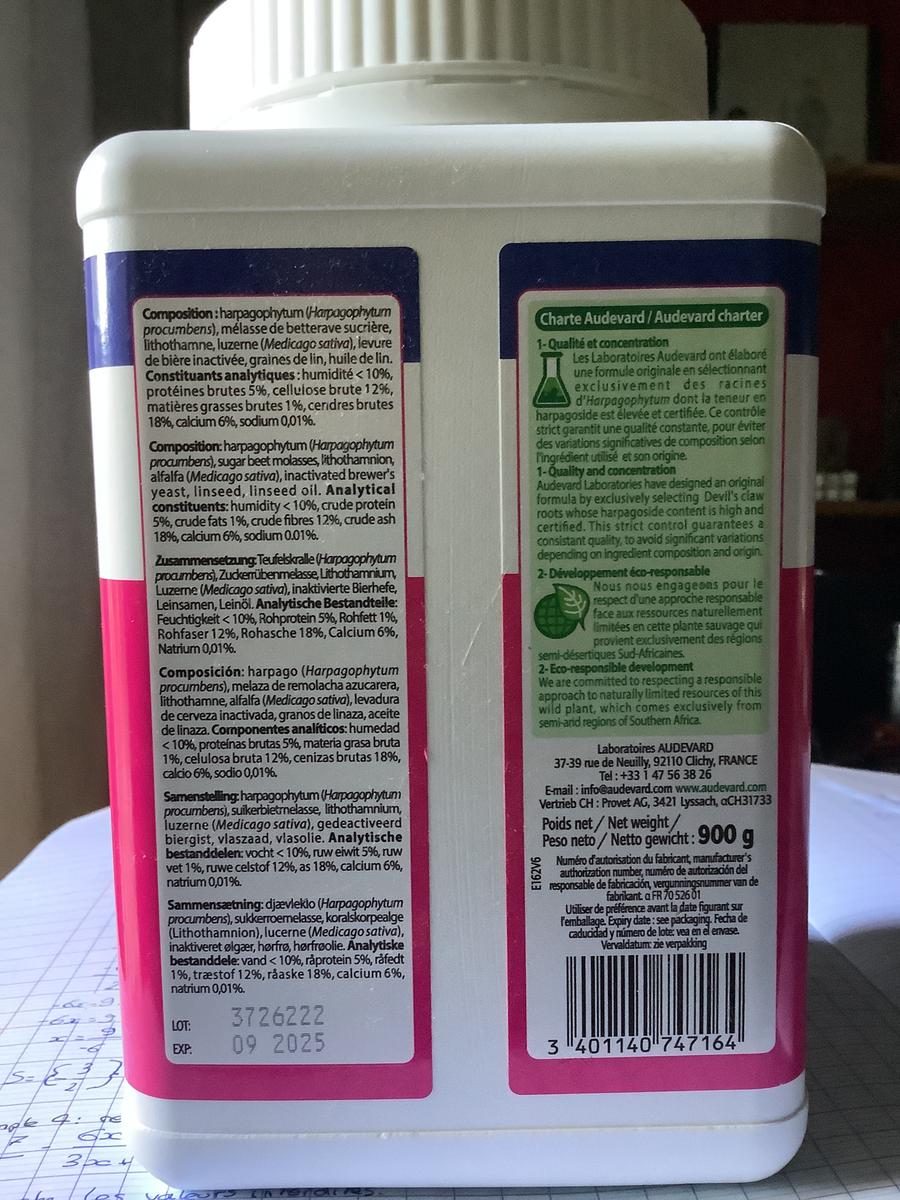 Composition : harpagophytum (Harpagophytum
procumbens), mélasse de betterave sucrière,
lithothamne, luzerne (Medicago sativa), levure
de bière inactivée, graines de lin, huile de lin.
Constituants analytiques : humidité < 10%,
protéines brutes 5%, cellulose brute 12%,
matières grasses brutes 1%, cendres brutes
18%, calcium 6%, sodium 0,01%.
Composition: harpagophytum (Harpagophytum
procumbens), sugar beet molasses, lithothamnion,
alfalfa (Medicago sativa), inactivated brewer's
yeast, linseed, linseed oil. Analytical
constituents: humidity < 10%, crude protein
5%, crude fats 1%, crude fibres 12%, crude ash
18%, calcium 6%, sodium 0.01%.
Zusammensetzung: Teufelskralle (Harpagophytum
procumbens), Zuckerrübenmelasse, Lithothamnium,
Luzerne (Medicago sativa), inaktivierte Bierhefe,
Leinsamen, Leinöl. Analytische Bestandteile:
Feuchtigkeit < 10%, Rohprotein 5%, Rohfett 1%,
Rohfaser 12%, Rohasche 18%, Calcium 6%,
Natrium 0,01%.
Composición: harpago (Harpagophytum
procumbens), melaza de remolacha azucarera,
lithothamne, alfalfa (Medicago sativa), levadura
de cerveza inactivada, granos de linaza, aceite
de linaza. Componentes analíticos: humedad
< 10%, proteínas brutas 5%, materia grasa bruta
1%, celulosa bruta 12%, cenizas brutas 18%,
calcio 6%, sodio 0,01%.
Samenstelling: harpagophytum (Harpagophytum
procumbens), suikerbietmelasse, lithothamnium,
luzerne (Medicago sativa), gedeactiveerd
biergist, vlaszaad, vlasolie. Analytische
bestanddelen: vocht < 10%, ruw eiwit 5%, ruw
vet 1%, ruwe celstof 12%, as 18%, calcium 6%,
natrium 0,01%.
Sammensætning: djævleklo (Harpagophytum
procumbens), sukkerroemelasse, koralskorpealge
(Lithothamnion), lucerne (Medicago sativa),
inaktiveret ølgær, hørfrø, hørfrøolie. Analytiske
bestanddele: vand < 10%, råprotein 5%, råfedt
1%, træstof 12%, råaske 18%, calcium 6%,
natrium 0,01%.
LOT: 3726222
EXP: 09 2025
Charte Audevard / Audevard charter
1- Qualité et concentration
Les Laboratoires Audevard ont élaboré
une formule originale en sélectionnant
exclusivement des racines
d'Harpagophytum dont la teneur en
harpagoside est élevée et certifiée. Ce contrôle
strict garantit une qualité constante, pour éviter
des variations significatives de composition selon
l'ingrédient utilisé et son origine.
1- Quality and concentration
Audevard Laboratories have designed an original
formula by exclusively selecting Devil's claw
roots whose harpagoside content is high and
certified. This strict control guarantees a
consistant quality, to avoid significant variations
depending on ingredient composition and origin.
2- Développement éco-responsable
Nous nous engageons pour le
respect d'une approche responsable
face aux ressources naturellement
limitées en cette plante sauvage qui
provient exclusivement des régions
semi-désertiques Sud-Africaines.
2- Eco-responsible development
We are committed to respecting a responsible
approach to naturally limited resources of this
wild plant, which comes exclusively from
semi-arid regions of Southern Africa.
Laboratoires AUDEVARD
37-39 rue de Neuilly, 92110 Clichy, FRANCE
Tel : +33 1 47 56 38 26
E-mail : info@audevard.com www.audevard.com
Vertrieb CH : Provet AG, 3421 Lyssach, αCH31733
Poids net / Net weight /
Peso neto / Netto gewicht : 900 g
E162V6
Numéro d'autorisation du fabricant, manufacturer's
authorization number, numéro de autorización del
responsable de fabricación, vergunningsnummer van de
fabrikant. α FR 70 526 01
Utiliser de préférence avant la date figurant sur
l'emballage. Expiry date : see packaging. Fecha de
caducidad y número de lote: vea en el envase.
Vervaldatum: zie verpakking
3 401140 747164